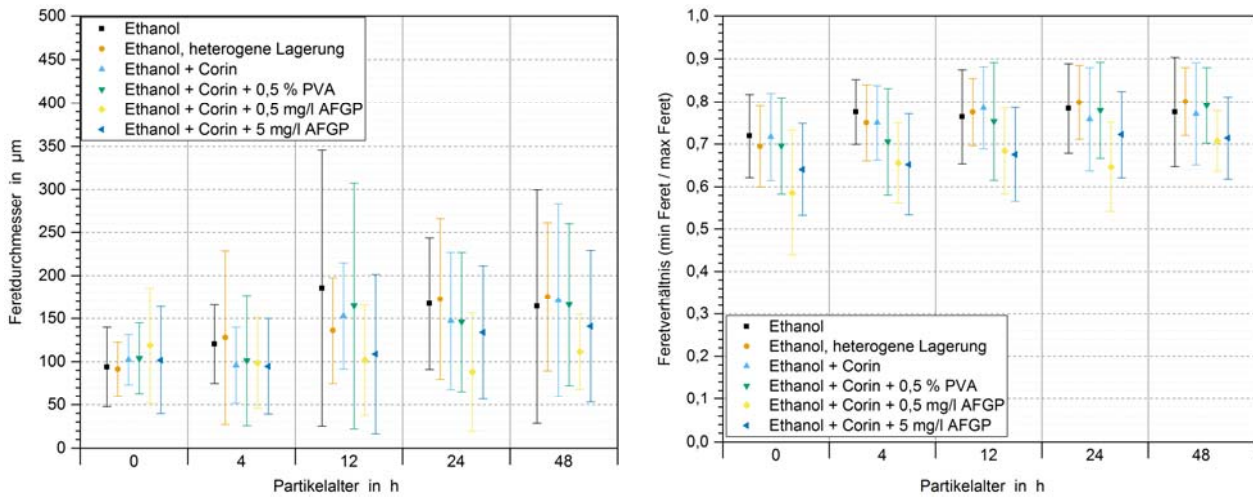 500
450
400
350
300
250
200
150
100
50
0
Feretdurchmesser in µm
Ethanol
Ethanol, heterogene Lagerung
Ethanol + Corin
Ethanol + Corin + 0,5 % PVA
Ethanol + Corin + 0,5 mg/l AFGP
Ethanol + Corin + 5 mg/l AFGP
0 4 12 24 48
Partikelalter in h
1,0
0,9
0,8
0,7
0,6
0,5
0,4
0,3
0,2
0,1
0,0
Feretverhältnis (min Feret / max Feret)
Ethanol
Ethanol, heterogene Lagerung
Ethanol + Corin
Ethanol + Corin + 0,5 % PVA
Ethanol + Corin + 0,5 mg/l AFGP
Ethanol + Corin + 5 mg/l AFGP
0 4 12 24 48
Partikelalter in h